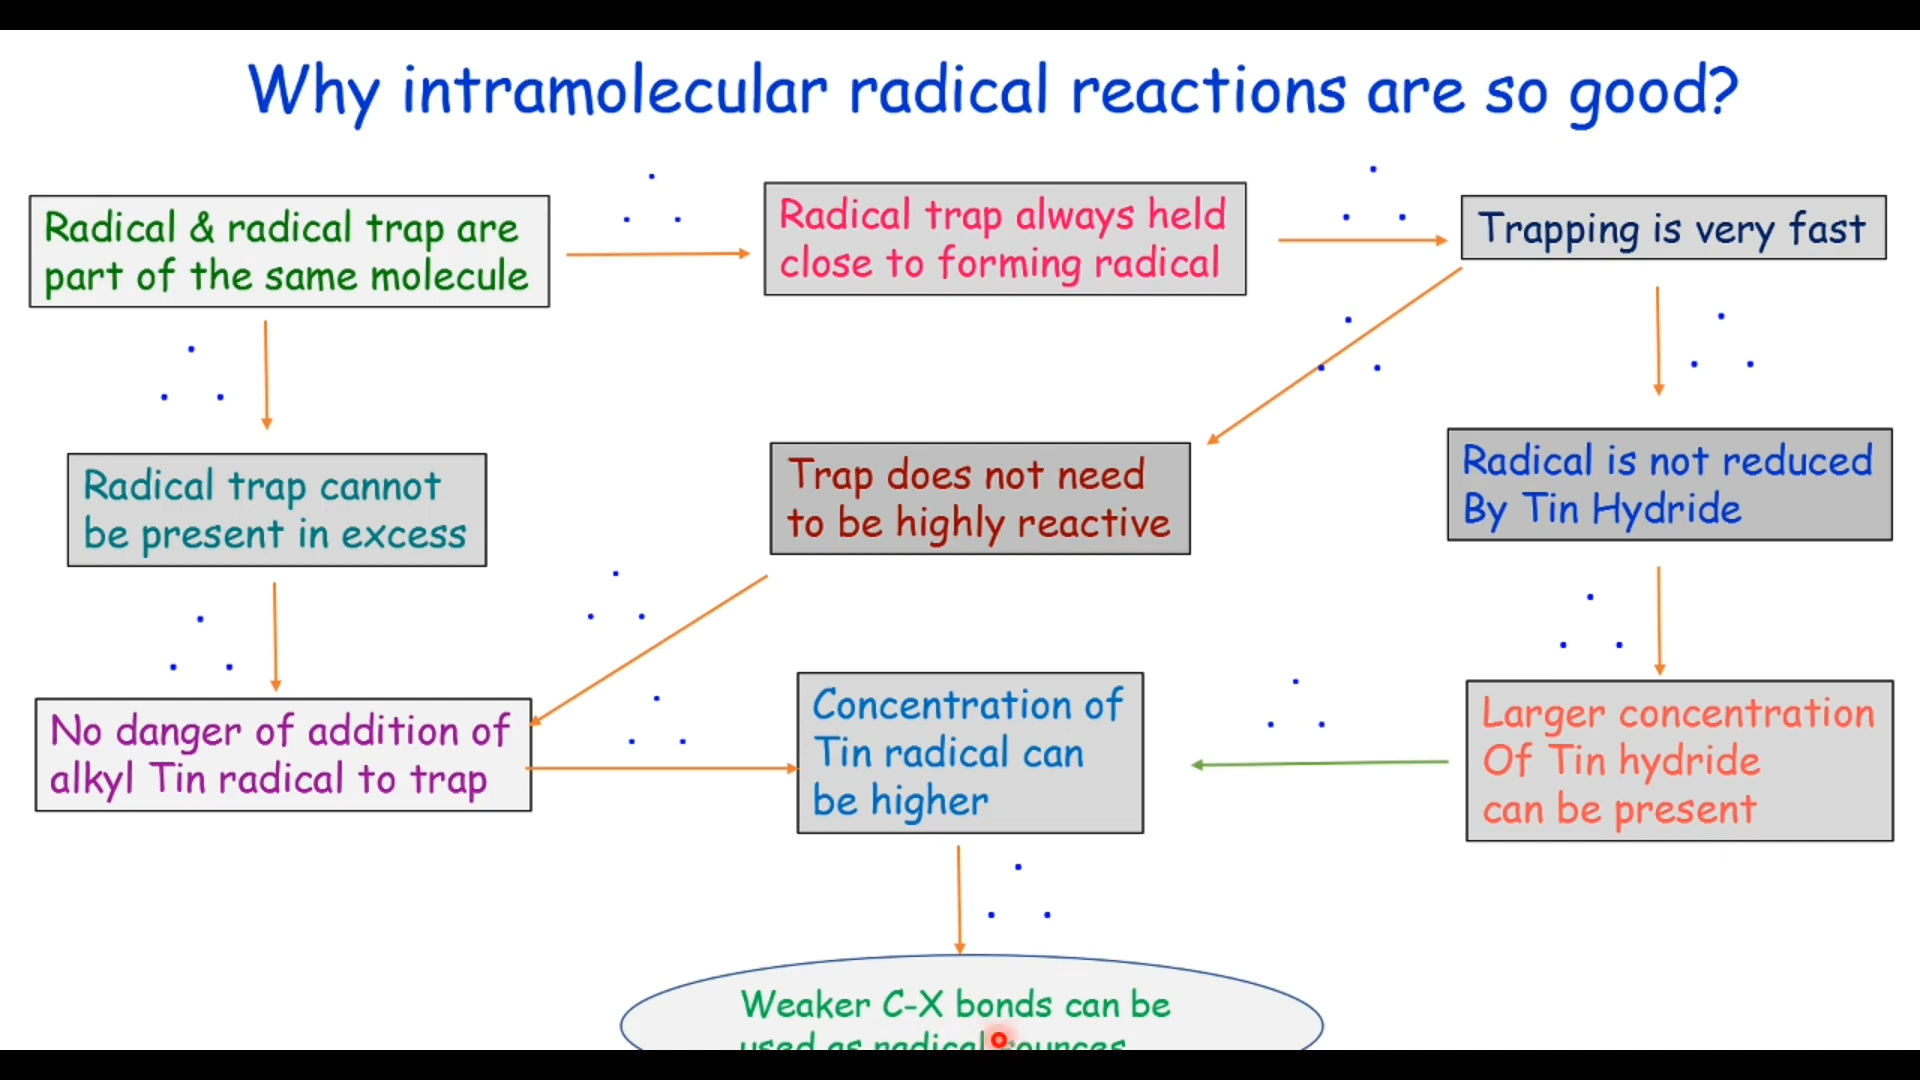 Why intramolecular radical reactions are so good?
Radical & radical trap are
part of the same molecule
Radical trap always held
close to forming radical
Trapping is very fast
Radical trap cannot
be present in excess
Trap does not need
to be highly reactive
Radical is not reduced
By Tin Hydride
No danger of addition of
alkyl Tin radical to trap
Concentration of
Tin radical can
be higher
Larger concentration
Of Tin hydride
can be present
Weaker C-X bonds can be
used as radical sources